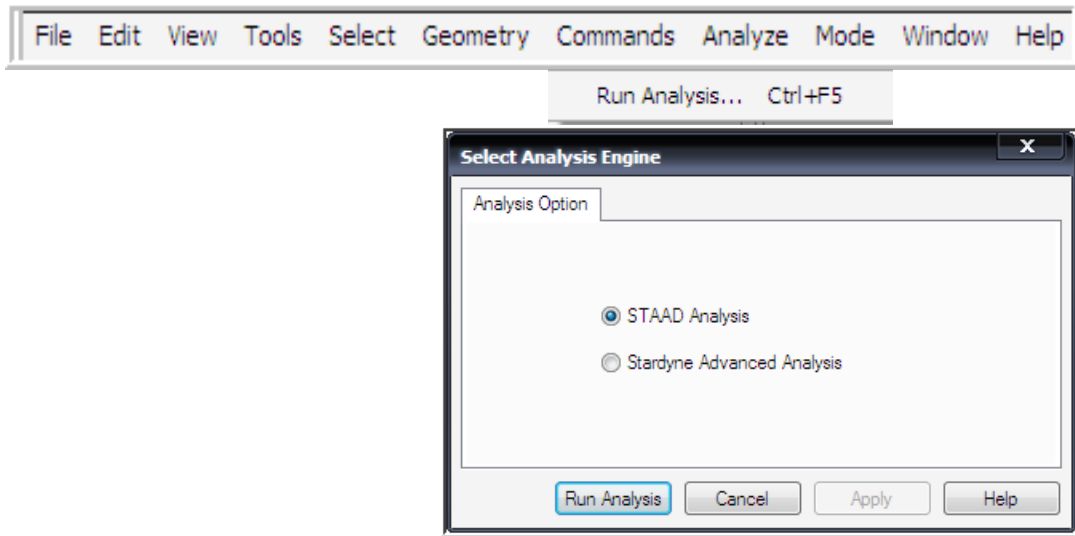 File Edit View Tools Select Geometry Commands Analyze Mode Window Help
Run Analysis... Ctrl+F5
Select Analysis Engine x
Analysis Option
STAAD Analysis
Stardyne Advanced Analysis
Run Analysis Cancel Apply Help